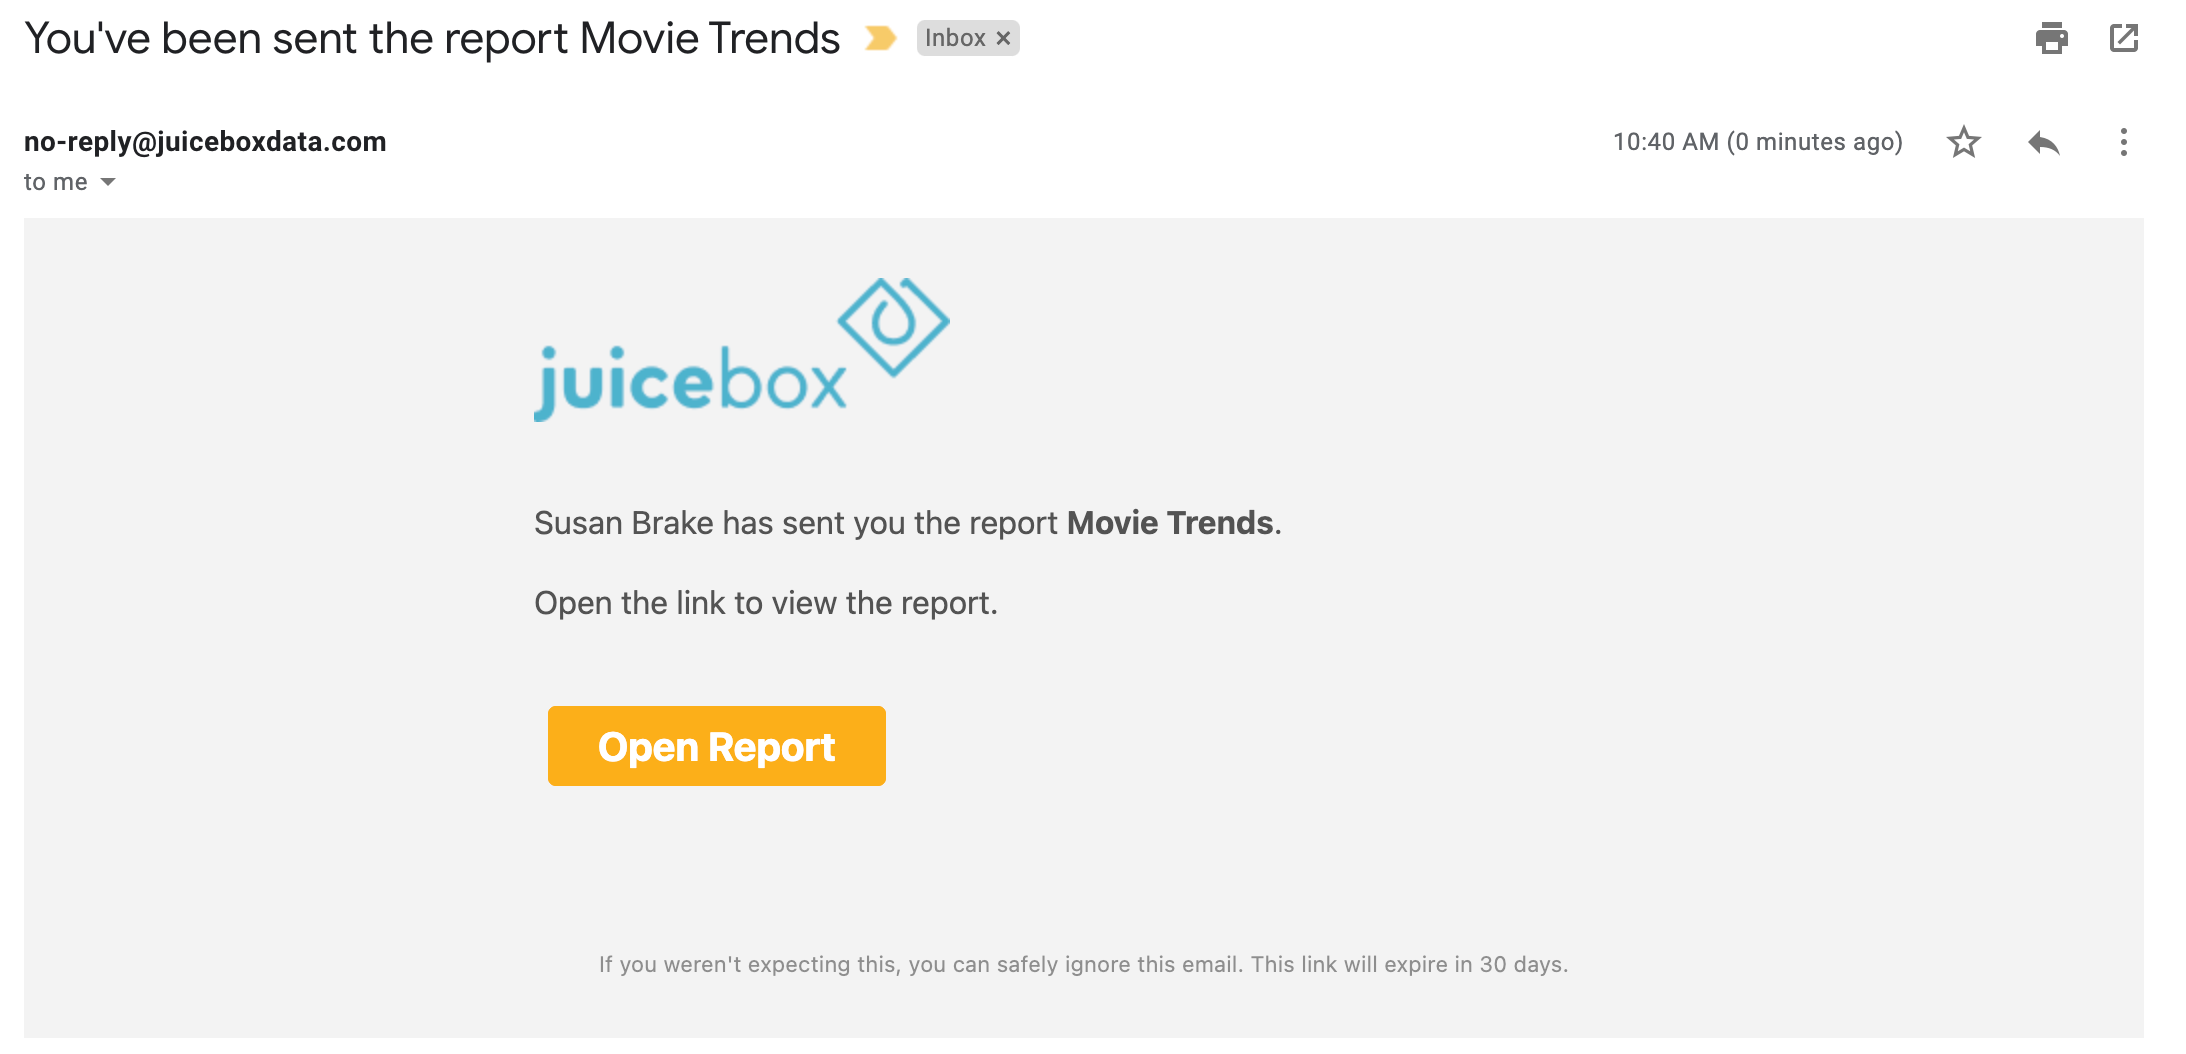 You've been sent the report Movie Trends
Inbox ×
no-reply@juiceboxdata.com
10:40 AM (0 minutes ago)
to me
juicebox
Susan Brake has sent you the report Movie Trends.
Open the link to view the report.
Open Report
If you weren't expecting this, you can safely ignore this email. This link will expire in 30 days.